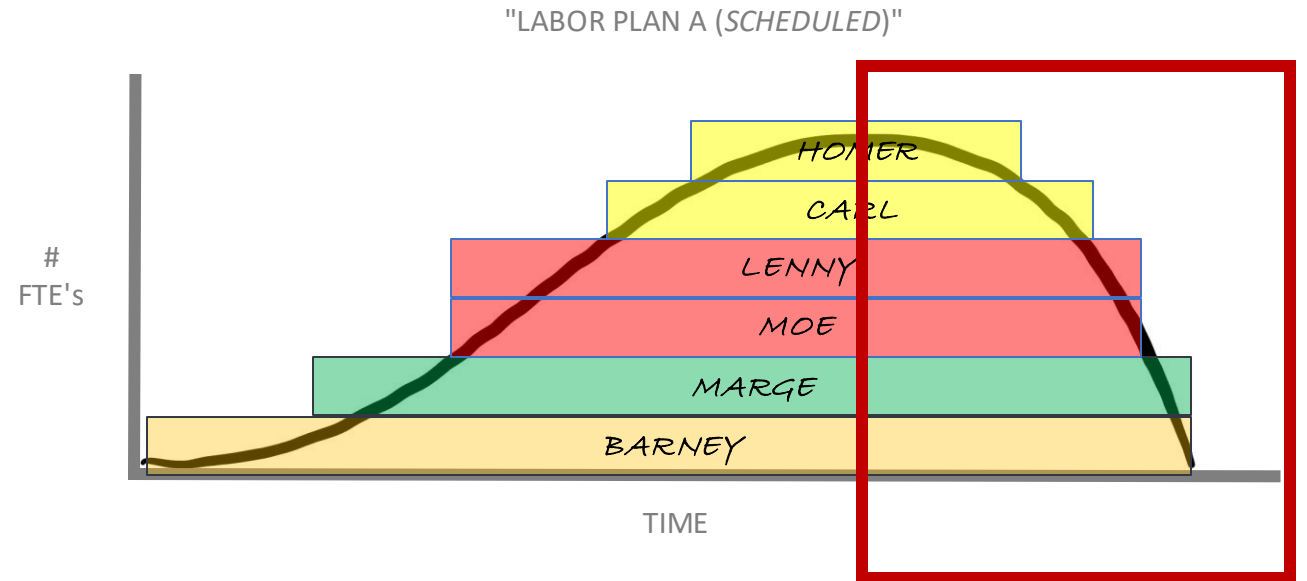 "LABOR PLAN A (SCHEDULED)"
HOMER
CARL
LENNY
MOE
MARGE
BARNEY
#
FTE's
TIME